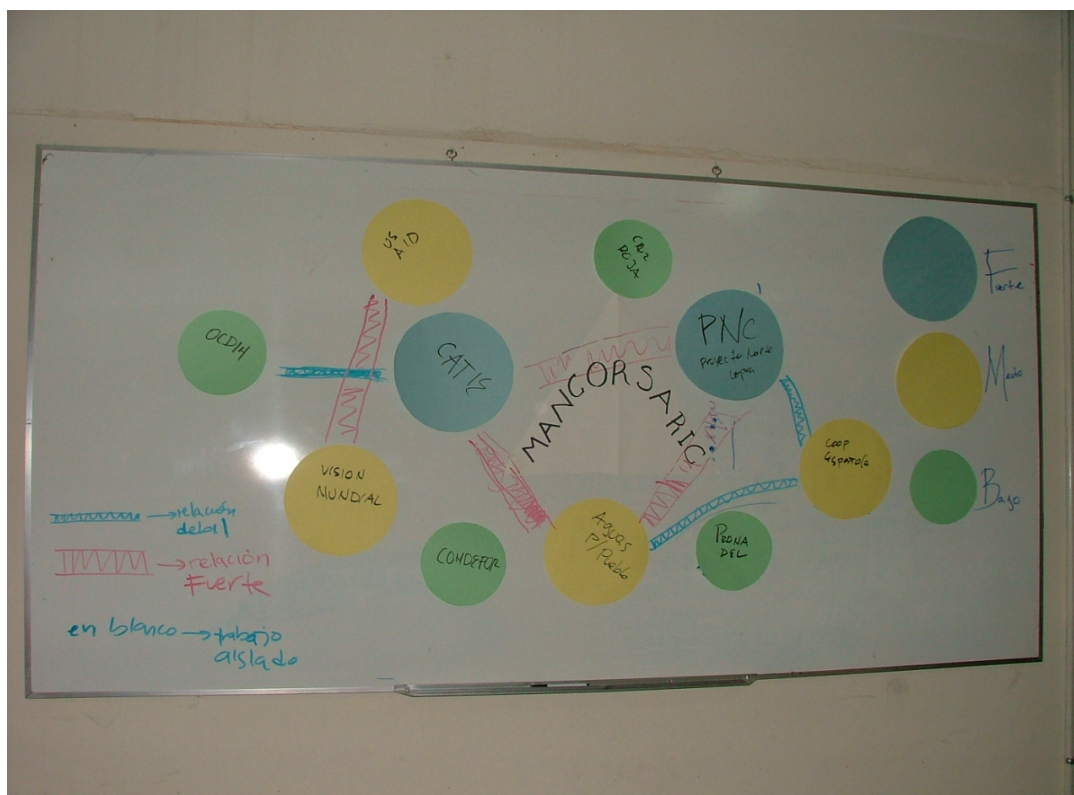 US
AID
CRUZ
ROJA
Fuerte
OCDIH
CATIE
PNC
MANCORSARIC
Medio
VISION
MUNDIAL
COOP
ESPAÑOLA
Bajo
CONDEFOR
Aguas
P/Pueblo
PRONA
DEL
relación
debil
relación
Fuerte
en blanco → trabajo
aislado